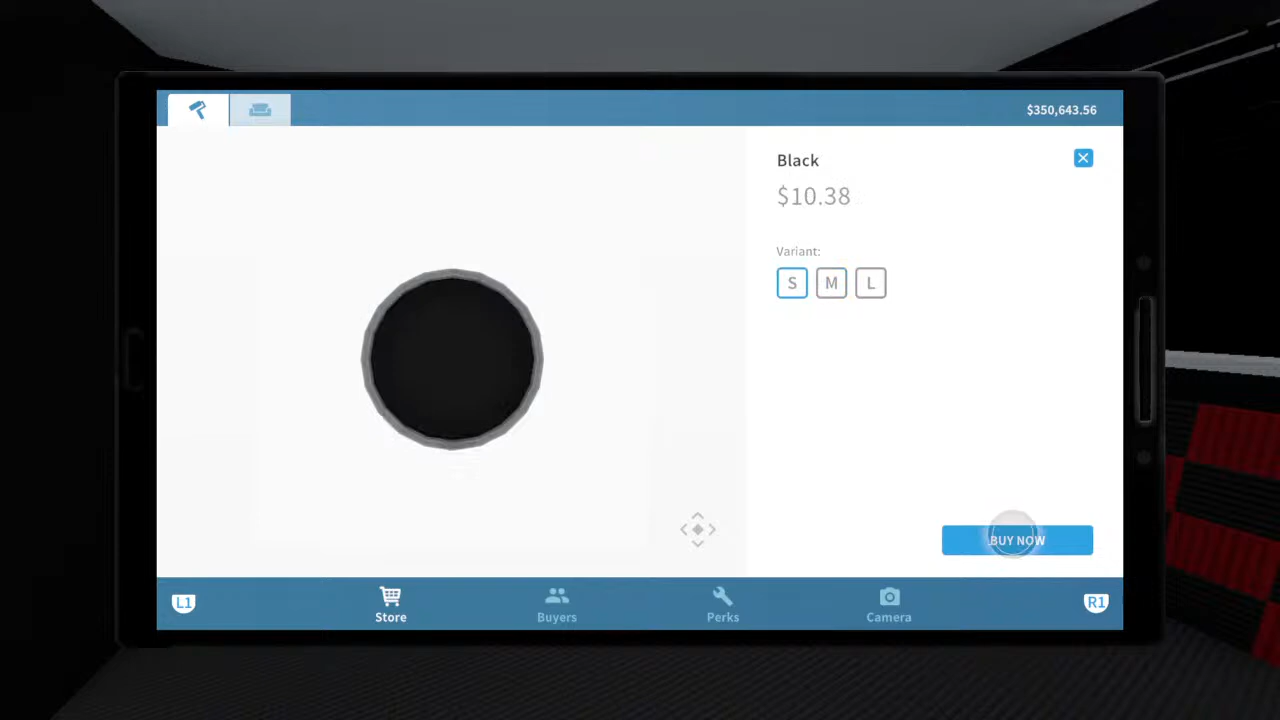 $350,643.56
Black
$10.38
Variant:
S M L
BUY NOW
L1
Store
Buyers
Perks
Camera
R1